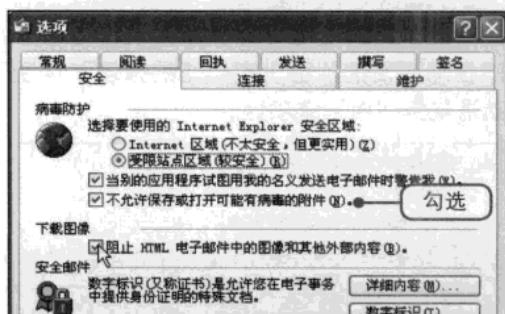 选项
常规 阅读 回执 发送 撰写 签名
安全 连接 维护
病毒防护
选择要使用的 Internet Explorer 安全区域:
Internet 区域(不太安全，但更实用)(Z)
受限站点区域(较安全)(R)
当别的应用程序试图用我的名义发送电子邮件时警告我(W)。
不允许保存或打开可能有病毒的附件(N)。
勾选
下载图像
阻止 HTML 电子邮件中的图像和其他外部内容(B)。
安全邮件
数字标识(又称证书)是允许您在电子事务
中提供身份证明的特殊文档。
详细内容(M)...
数字标识(I)